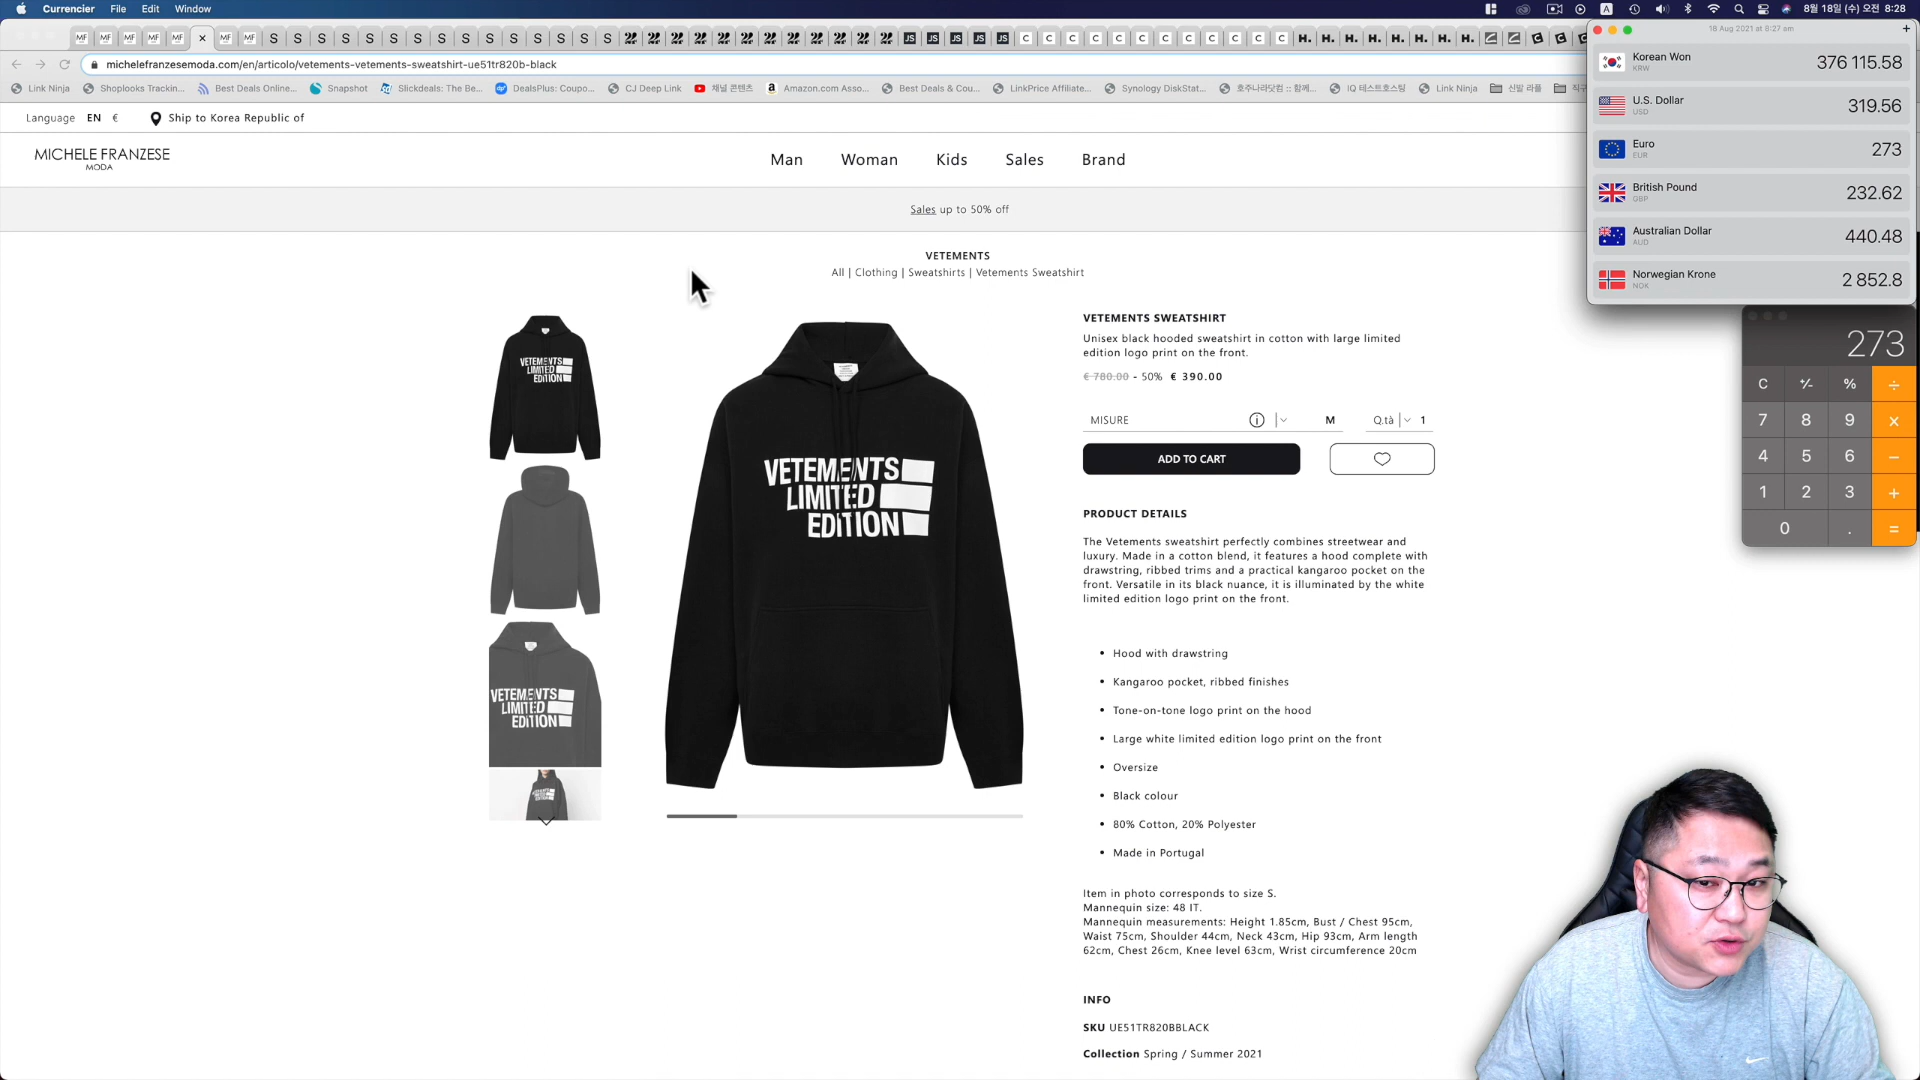 Currencier File Edit Window
A 8월 18일 (수) 오전 8:28
michelefranzesemoda.com/en/articolo/vetements-vetements-sweatshirt-ue51tr820b-black
Link Ninja Shoplooks Trackin... Best Deals Online... Snapshot Slickdeals: The Be... DealsPlus: Coupo... CJ Deep Link 채널 콘텐츠 Amazon.com Asso... Best Deals & Cou... LinkPrice Affiliate... Synology DiskStat... 호주나라닷컴 :: 함께... IQ 테스트호스팅 Link Ninja 신발 라플
Language EN € Ship to Korea Republic of
MICHELE FRANZESE
MODA
Man Woman Kids Sales Brand
Sales up to 50% off
VETEMENTS
All | Clothing | Sweatshirts | Vetements Sweatshirt
VETEMENTS
LIMITED
EDITION
VETEMENTS
LIMITED
EDITION
VETEMENTS
LIMITED
EDITION
VETEMENTS SWEATSHIRT
Unisex black hooded sweatshirt in cotton with large limited
edition logo print on the front.
€ 780.00 - 50% € 390.00
MISURE M Q.tà 1
ADD TO CART
PRODUCT DETAILS
The Vetements sweatshirt perfectly combines streetwear and
luxury. Made in a cotton blend, it features a hood complete with
drawstring, ribbed trims and a practical kangaroo pocket on the
front. Versatile in its black nuance, it is illuminated by the white
limited edition logo print on the front.
• Hood with drawstring
• Kangaroo pocket, ribbed finishes
• Tone-on-tone logo print on the hood
• Large white limited edition logo print on the front
• Oversize
• Black colour
• 80% Cotton, 20% Polyester
• Made in Portugal
Item in photo corresponds to size S.
Mannequin size: 48 IT.
Mannequin measurements: Height 1.85cm, Bust / Chest 95cm,
Waist 75cm, Shoulder 44cm, Neck 43cm, Hip 93cm, Arm length
62cm, Chest 26cm, Knee level 63cm, Wrist circumference 20cm
INFO
SKU UE51TR820BBLACK
Collection Spring / Summer 2021
18 Aug 2021 at 8:27 am +
Korean Won 376 115.58
KRW
U.S. Dollar 319.56
USD
Euro 273
EUR
British Pound 232.62
GBP
Australian Dollar 440.48
AUD
Norwegian Krone 2 852.8
NOK
273
C +/- % ÷
7 8 9 ×
4 5 6 −
1 2 3 +
0 . =